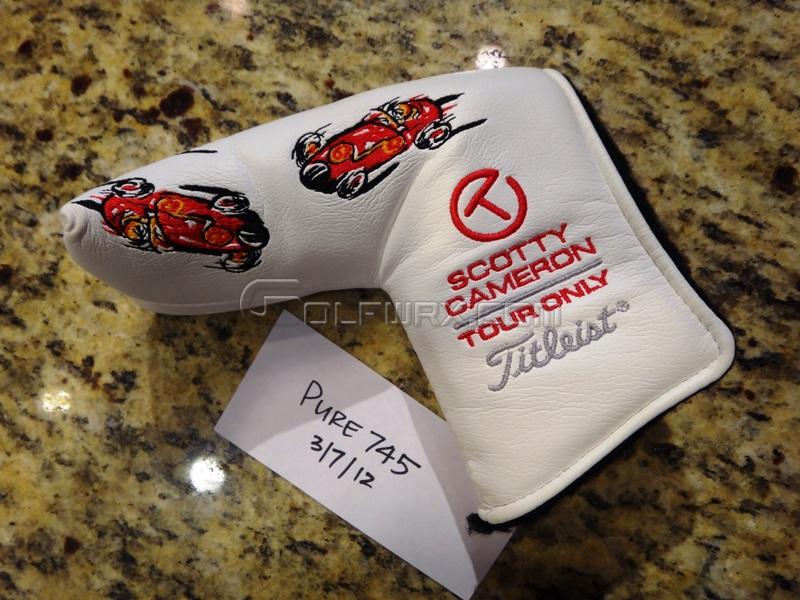 SCOTTY
CAMERON
TOUR ONLY
Titleist®
GOLFWRX.COM
PURE 745
3/7/12